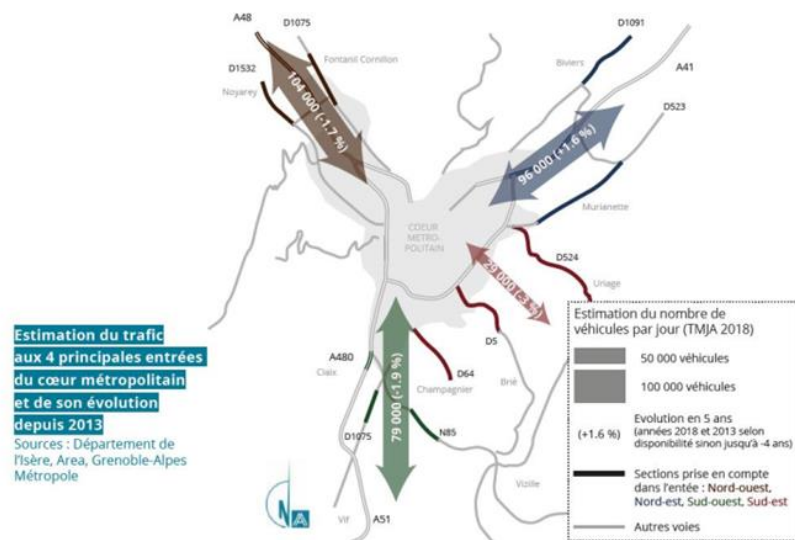 A48
D1075
D1532
Fontanil Cornillon
Noyarey
104 000 (-1.7 %)
D1091
Biviers
A41
D523
96 000 (+1.6 %)
Murianette
CŒUR
METRO-
POLITAIN
D524
Uriage
29 000 (-3 %)
D5
A480
Claix
D64
Champagnier
Brié
79 000 (-1.9 %)
D1075
N85
Vizille
Vif
A51
Estimation du trafic
aux 4 principales entrées
du cœur métropolitain
et de son évolution
depuis 2013
Sources : Département de
l'Isère, Area, Grenoble-Alpes
Métropole
N
A
Estimation du nombre de
véhicules par jour (TMJA 2018)
50 000 véhicules
100 000 véhicules
(+1.6 %)
Evolution en 5 ans
(années 2018 et 2013 selon
disponibilité sinon jusqu'à -4 ans)
Sections prise en compte
dans l'entée : Nord-ouest,
Nord-est, Sud-ouest, Sud-est
Autres voies